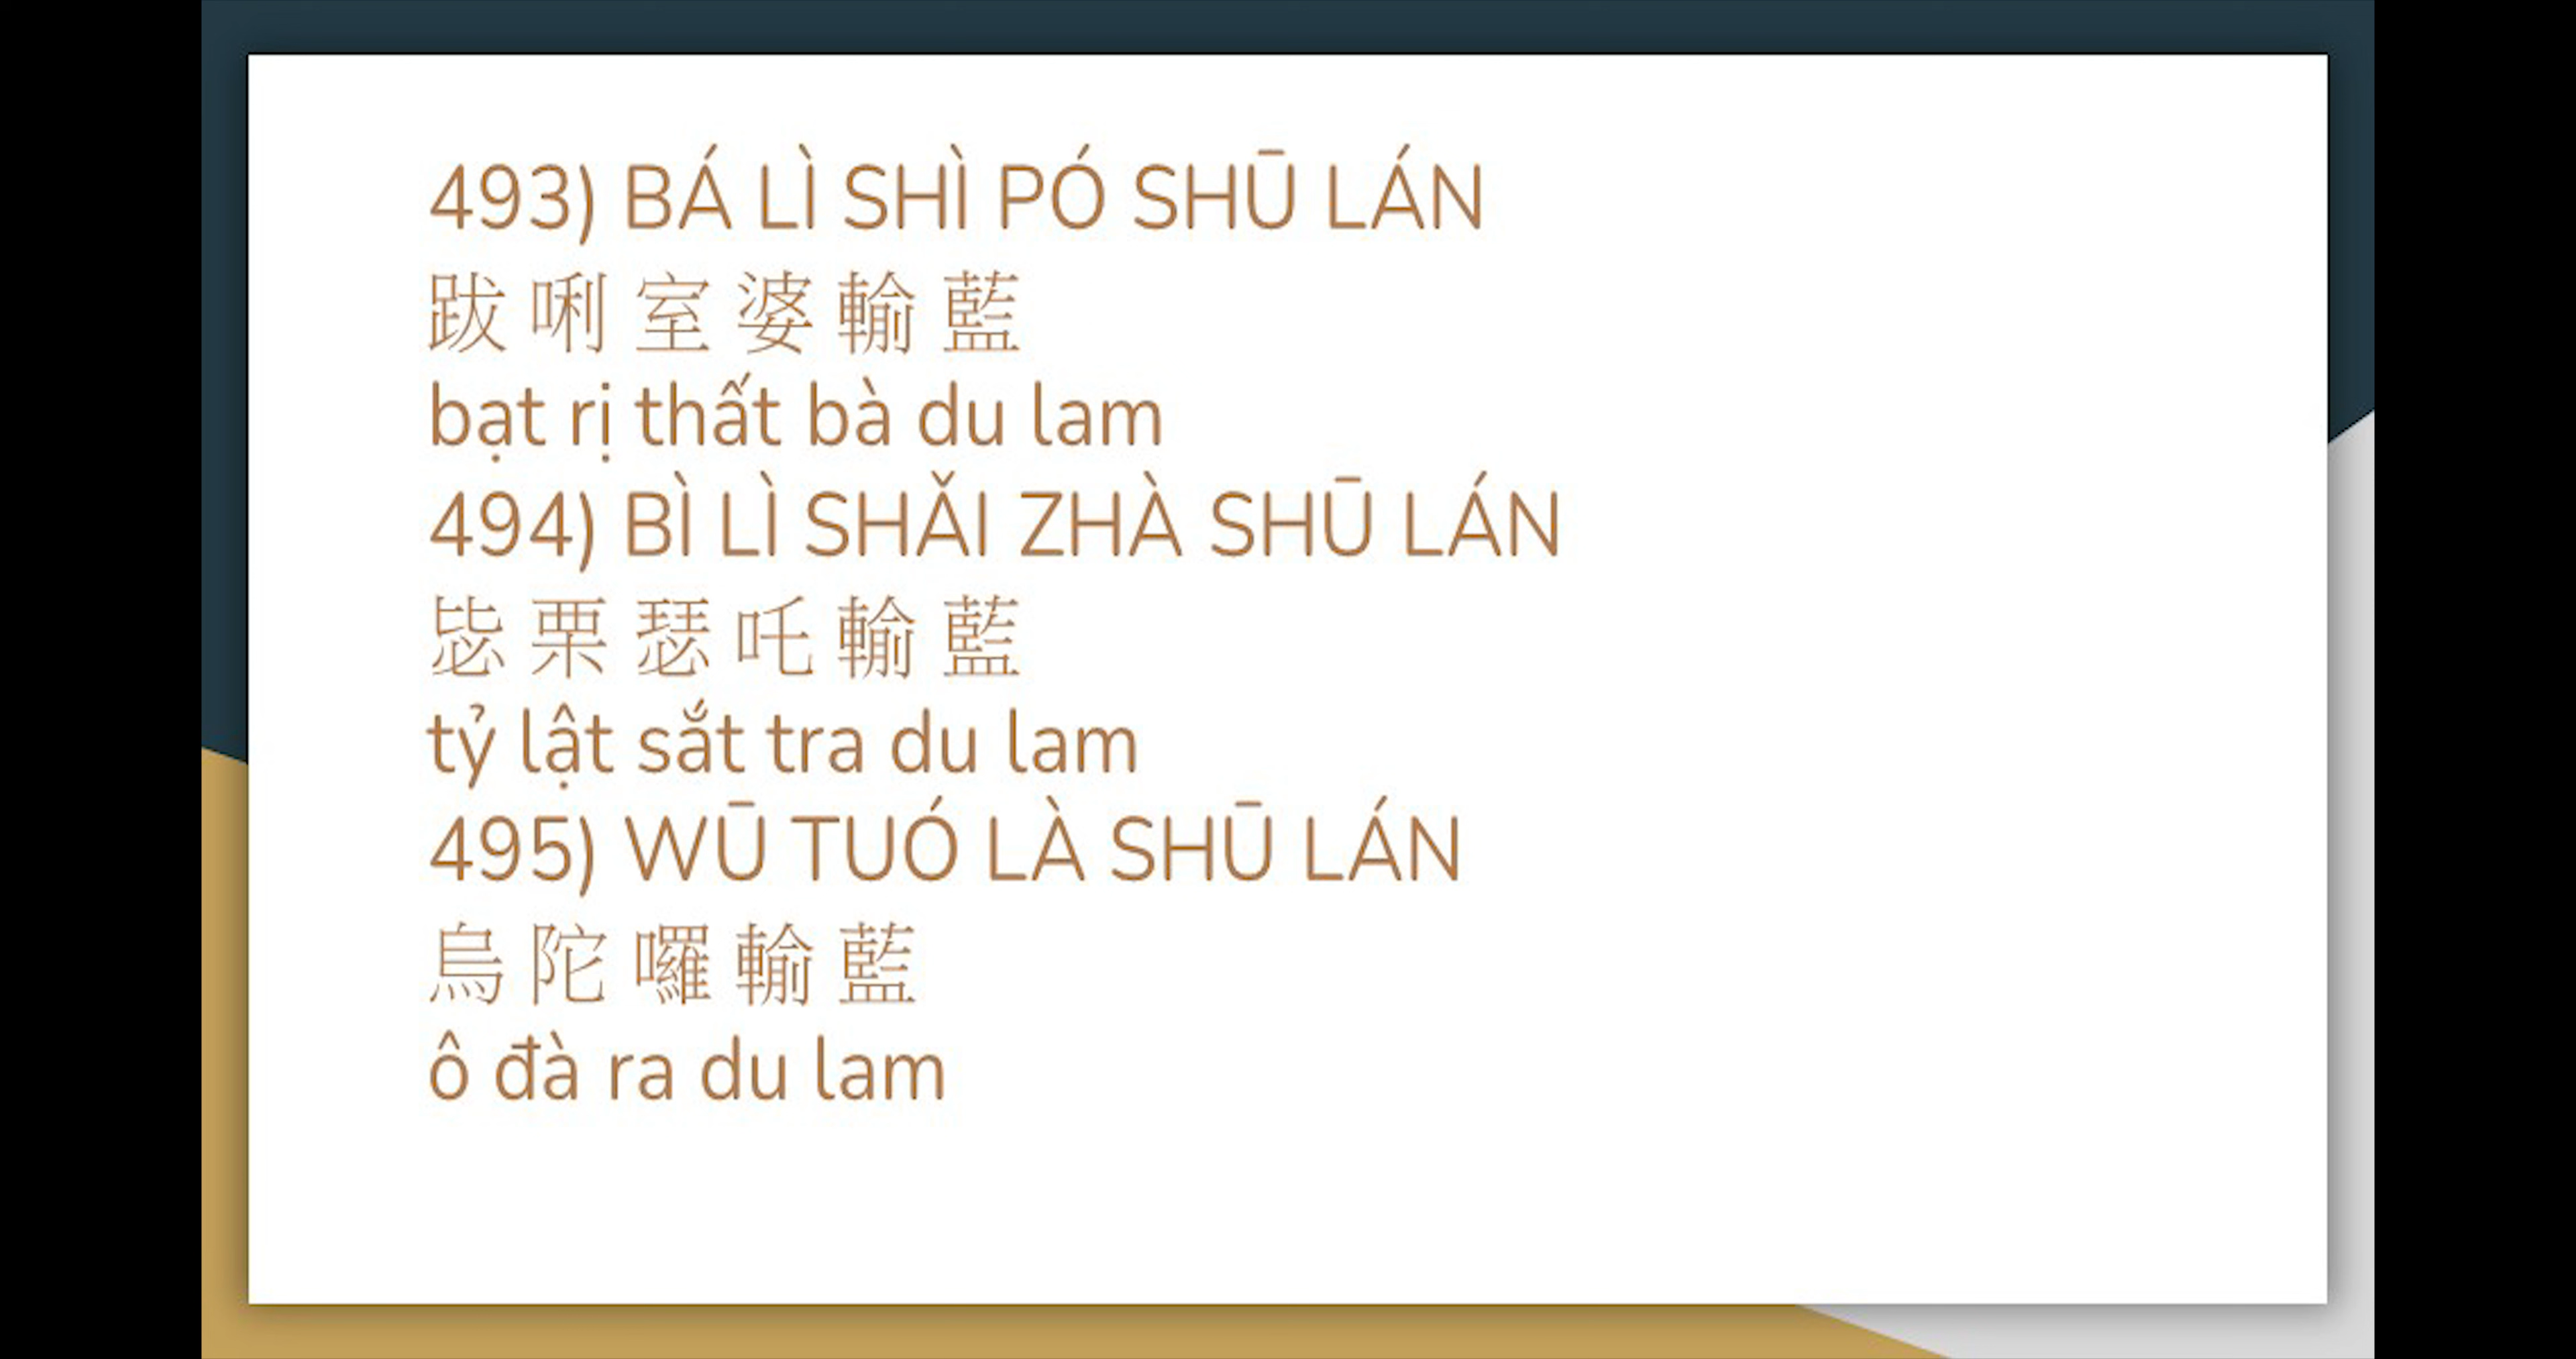 493) BÁ LÌ SHÌ PÓ SHŪ LÁN
跋 唎 室 婆 輸 藍
bạt rị thất bà du lam
494) BÌ LÌ SHǍI ZHÀ SHŪ LÁN
毖 栗 瑟 吒 輸 藍
tỷ lật sắt tra du lam
495) WŪ TUÓ LÀ SHŪ LÁN
烏 陀 囉 輸 藍
ô đà ra du lam